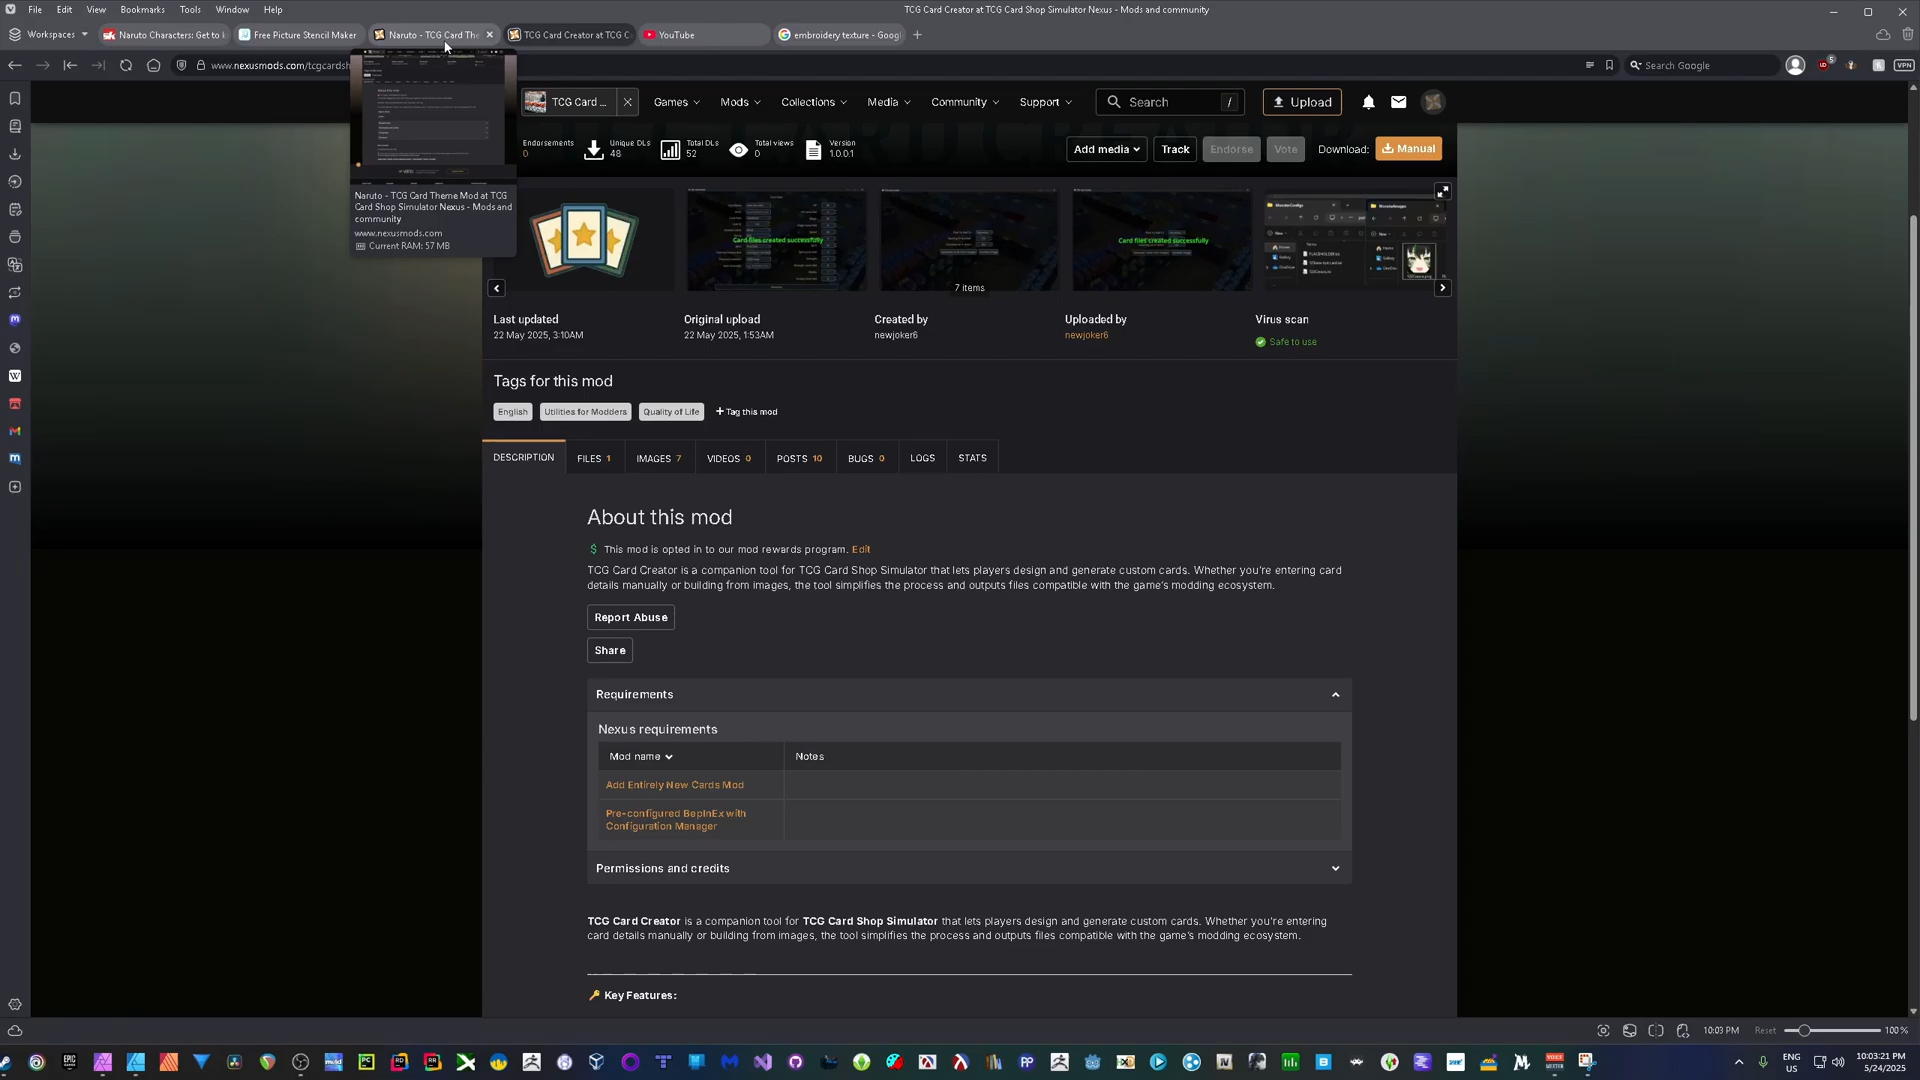 File Edit View Bookmarks Tools Window Help
TCG Card Creator at TCG Card Shop Simulator Nexus - Mods and community
Workspaces
Naruto Characters: Get to k
Free Picture Stencil Maker
Naruto - TCG Card The
TCG Card Creator at TCG C
YouTube
embroidery texture - Googl
www.nexusmods.com/tcgcardsh
Search Google
VPN
TCG Card ...
Games
Mods
Collections
Media
Community
Support
Search /
Upload
Endorsements
0
Unique DLs
48
Total DLs
52
Total views
0
Version
1.0.0.1
Add media
Track
Endorse
Vote
Download:
Manual
Naruto - TCG Card Theme Mod at TCG
Card Shop Simulator Nexus - Mods and
community
www.nexusmods.com
Current RAM: 57 MB
Card files created successfully
7 items
Card files created successfully
Last updated
22 May 2025, 3:10AM
Original upload
22 May 2025, 1:53AM
Created by
newjoker6
Uploaded by
newjoker6
Virus scan
Safe to use
Tags for this mod
English
Utilities for Modders
Quality of Life
+ Tag this mod
DESCRIPTION
FILES 1
IMAGES 7
VIDEOS 0
POSTS 10
BUGS 0
LOGS
STATS
About this mod
$ This mod is opted in to our mod rewards program. Edit
TCG Card Creator is a companion tool for TCG Card Shop Simulator that lets players design and generate custom cards. Whether you're entering card
details manually or building from images, the tool simplifies the process and outputs files compatible with the game's modding ecosystem.
Report Abuse
Share
Requirements
Nexus requirements
Mod name
Notes
Add Entirely New Cards Mod
Pre-configured BepInEx with
Configuration Manager
Permissions and credits
TCG Card Creator is a companion tool for TCG Card Shop Simulator that lets players design and generate custom cards. Whether you're entering
card details manually or building from images, the tool simplifies the process and outputs files compatible with the game's modding ecosystem.
Key Features:
10:03 PM
Reset
100 %
ENG
US
10:03:21 PM
5/24/2025